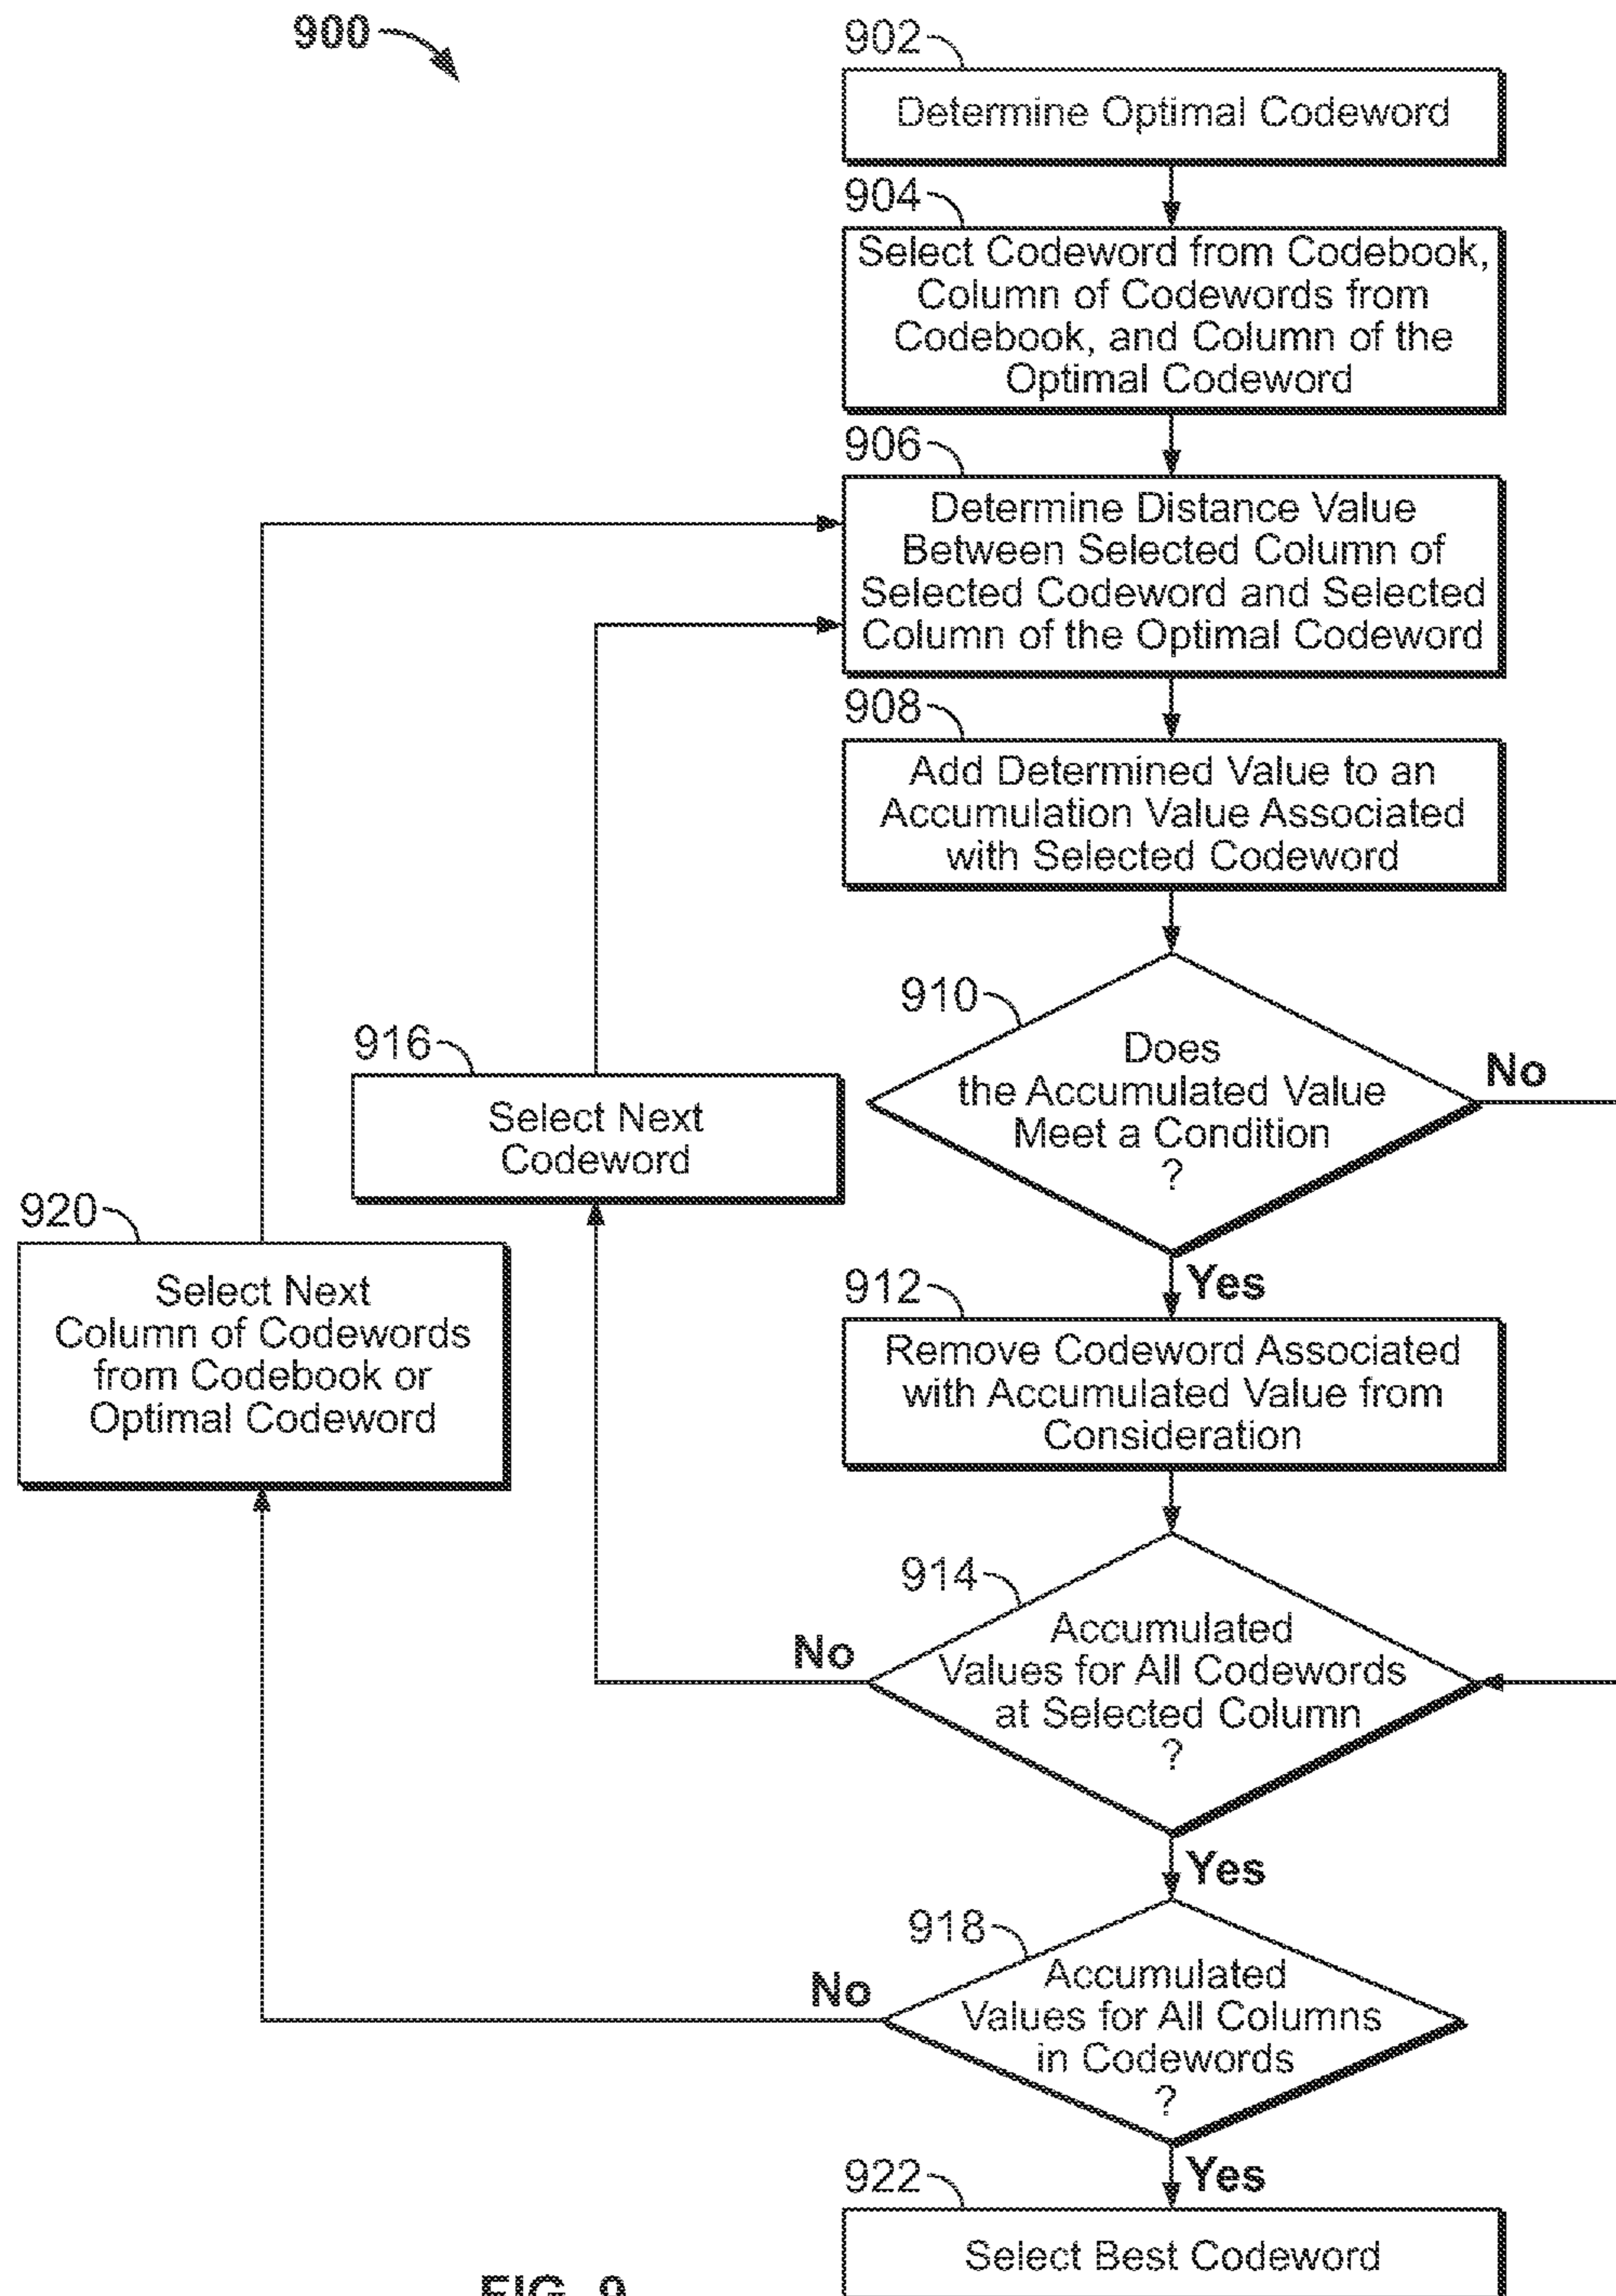 900
902
Determine Optimal Codeword
904
Select Codeword from Codebook,
Column of Codewords from
Codebook, and Column of the
Optimal Codeword
906
Determine Distance Value
Between Selected Column of
Selected Codeword and Selected
Column of the Optimal Codeword
908
Add Determined Value to an
Accumulation Value Associated
with Selected Codeword
910
Does
the Accumulated Value
Meet a Condition
?
No
Yes
916
Select Next
Codeword
920
Select Next
Column of Codewords
from Codebook or
Optimal Codeword
912
Remove Codeword Associated
with Accumulated Value from
Consideration
914
Accumulated
Values for All Codewords
at Selected Column
?
No
Yes
918
Accumulated
Values for All Columns
in Codewords
?
No
Yes
922
Select Best Codeword
FIG. 9